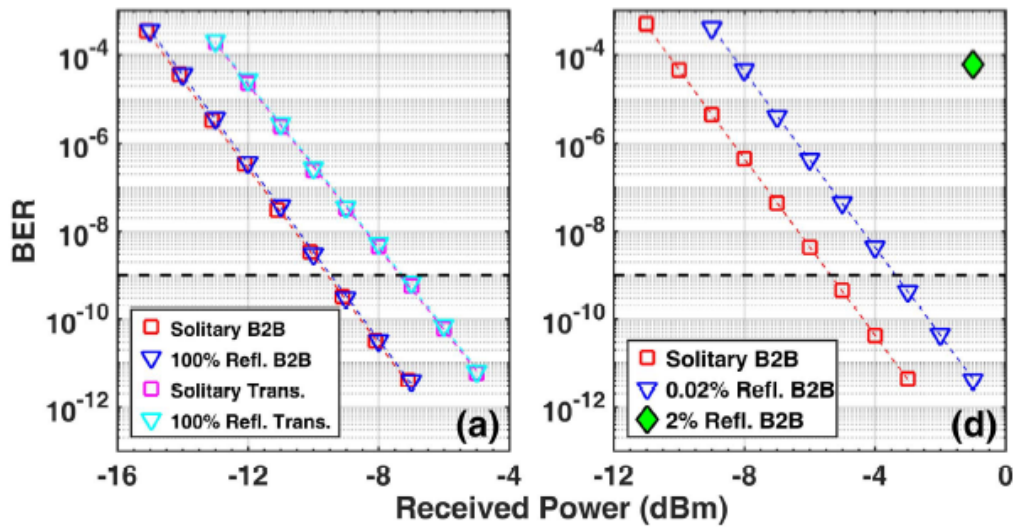 10^-4
10^-6
10^-8
10^-10
10^-12
BER
Solitary B2B
100% Refl. B2B
Solitary Trans.
100% Refl. Trans.
(a)
-16 -12 -8 -4
10^-4
10^-6
10^-8
10^-10
10^-12
Solitary B2B
0.02% Refl. B2B
2% Refl. B2B
(d)
-12 -8 -4 0
Received Power (dBm)